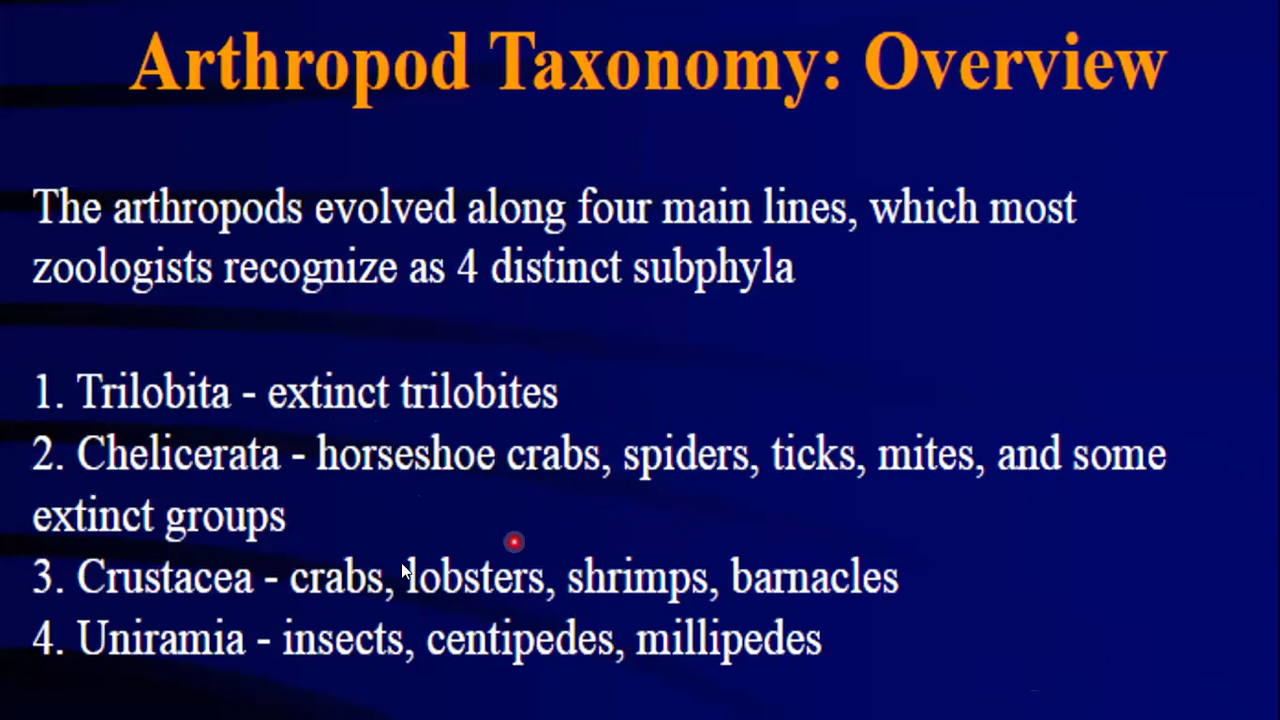 Arthropod Taxonomy: Overview
The arthropods evolved along four main lines, which most
zoologists recognize as 4 distinct subphyla
1. Trilobita - extinct trilobites
2. Chelicerata - horseshoe crabs, spiders, ticks, mites, and some
extinct groups
3. Crustacea - crabs, lobsters, shrimps, barnacles
4. Uniramia - insects, centipedes, millipedes